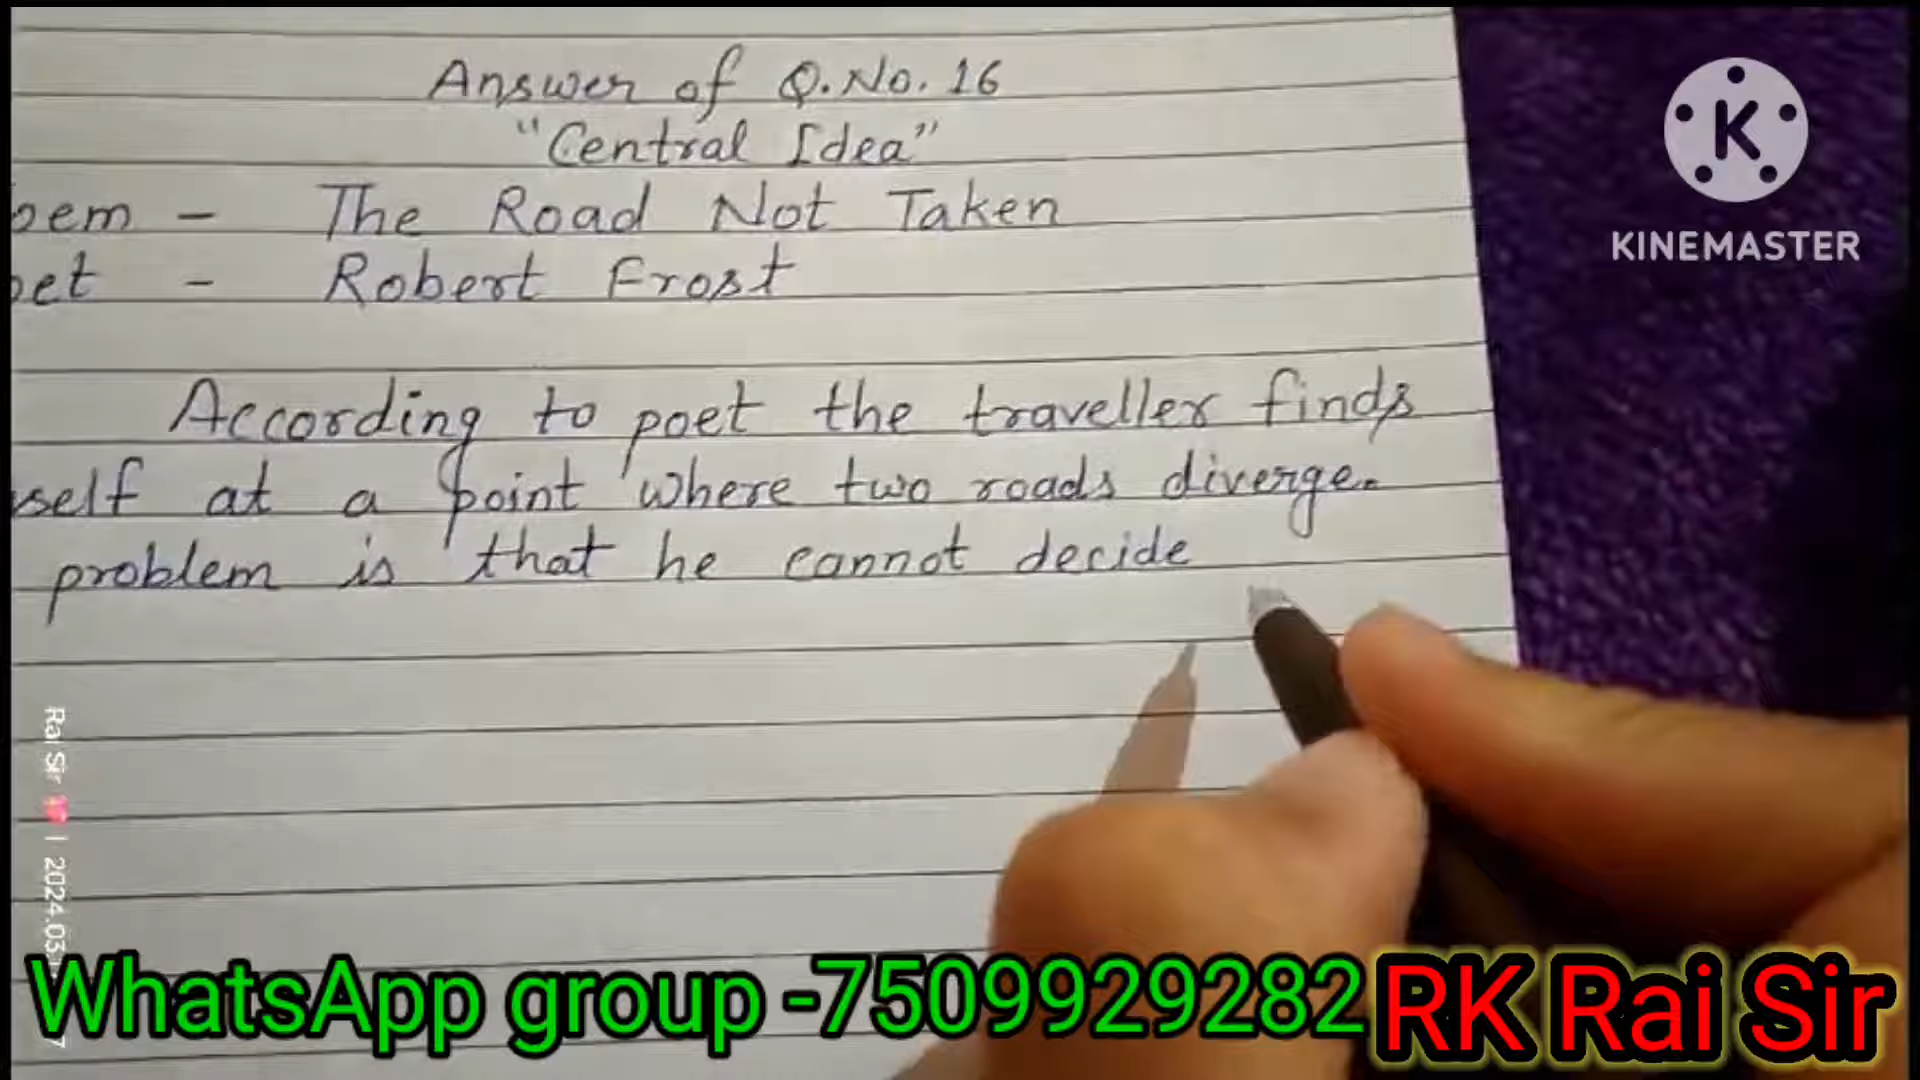 Answer of Q.No. 16
"Central Idea"
oem - The Road Not Taken
oet - Robert Frost
According to poet the traveller finds
self at a point where two roads diverge.
problem is that he cannot decide
K
KINEMASTER
Rai Sir 💖 | 2024.03
WhatsApp group -7509929282 RK Rai Sir